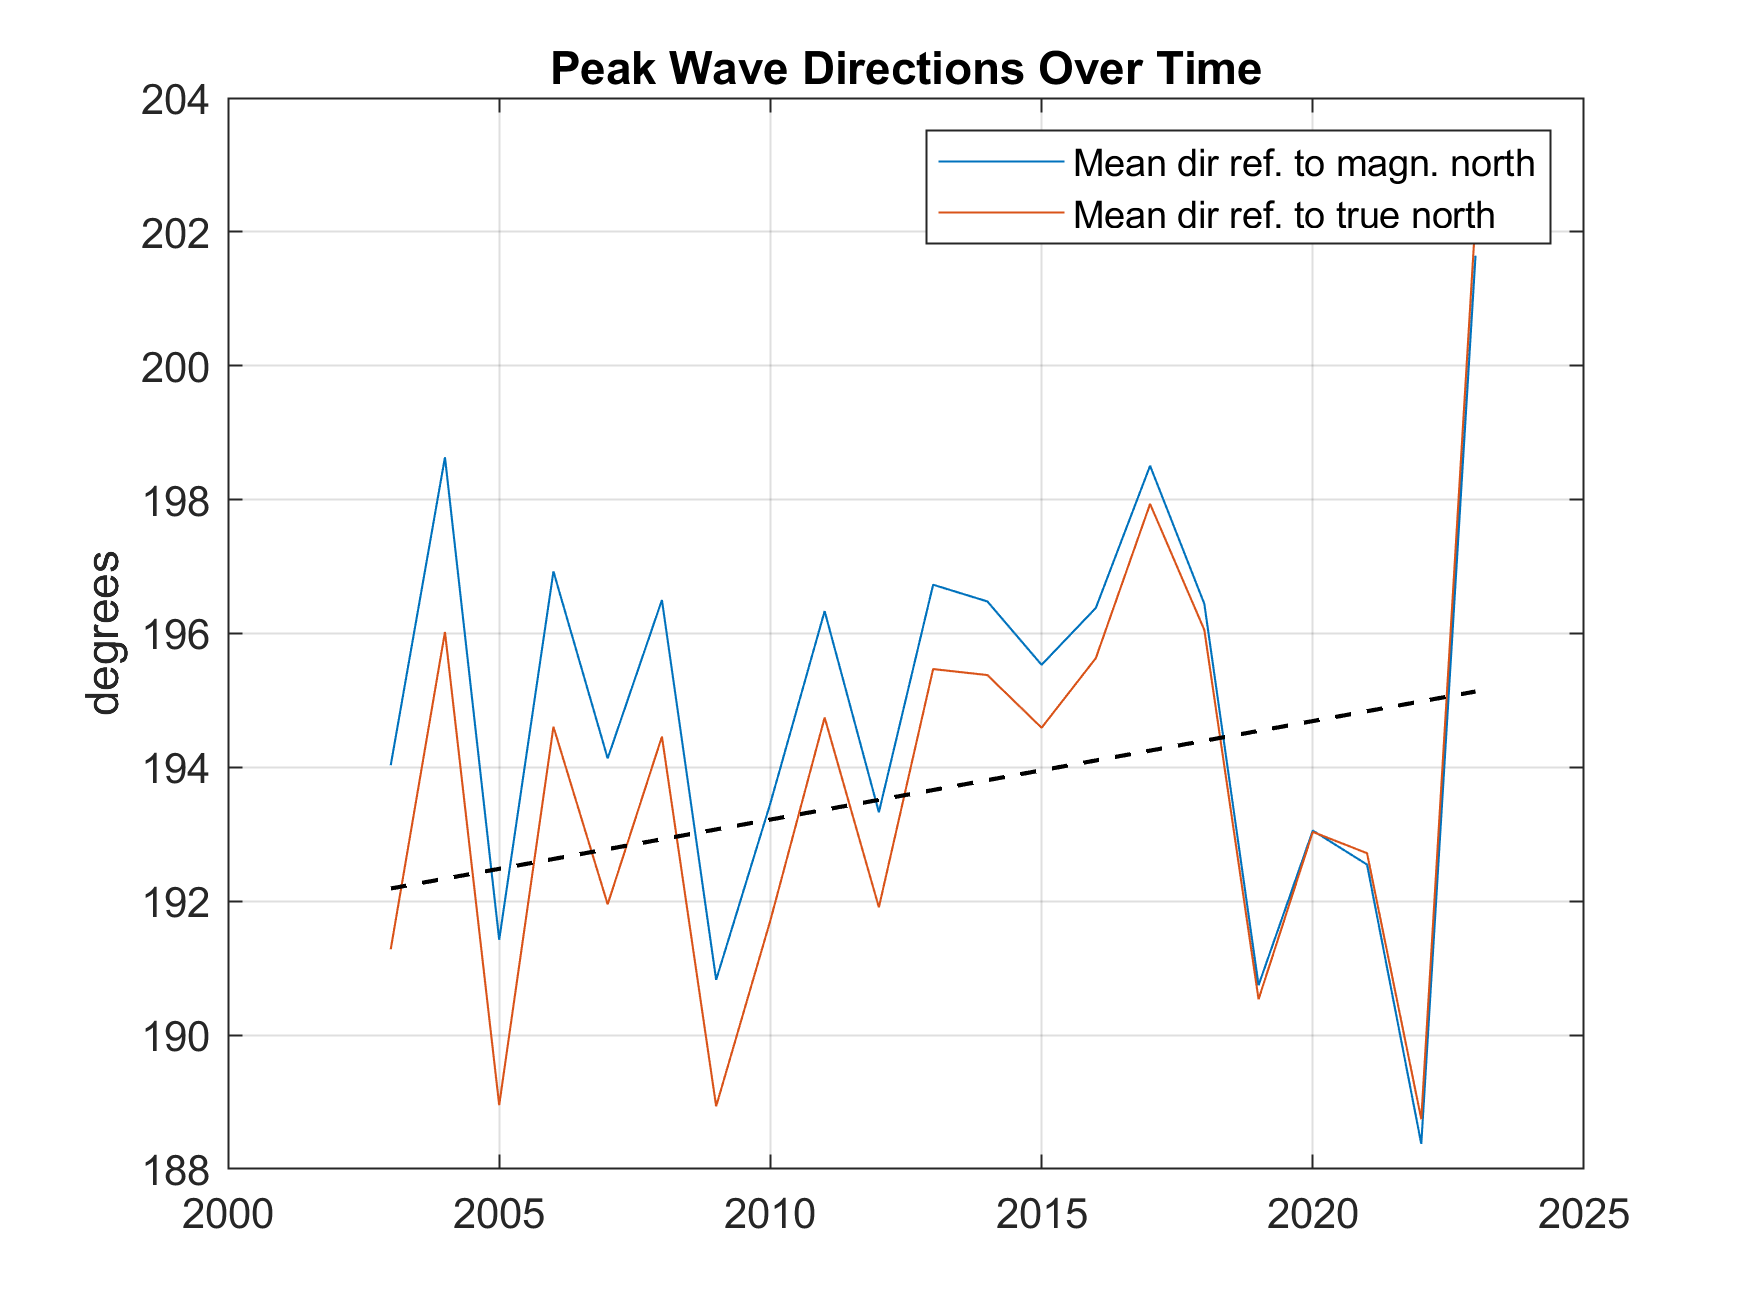 Peak Wave Directions Over Time
204
202
200
198
196
194
192
190
188
degrees
Mean dir ref. to magn. north
Mean dir ref. to true north
2000 2005 2010 2015 2020 2025